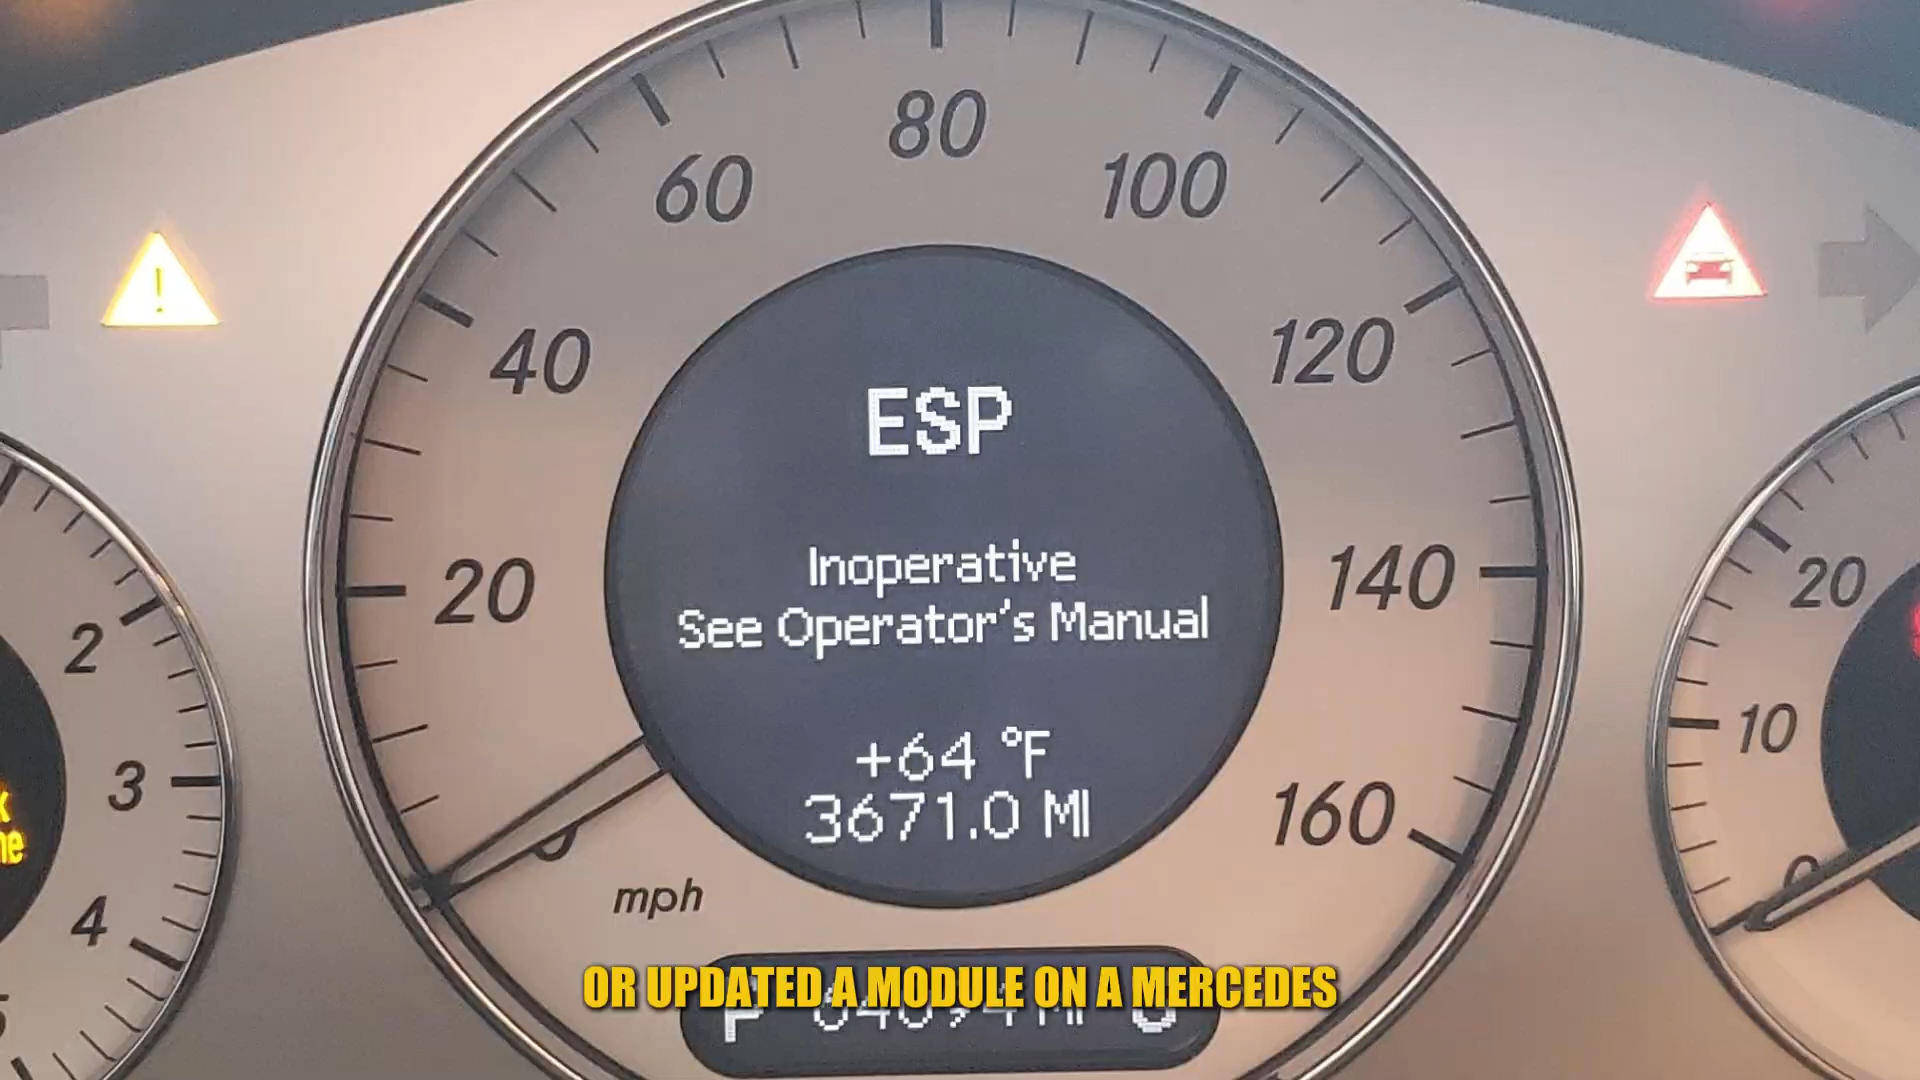 80
60
100
40
120
20
140
160
mph
ESP
Inoperative
See Operator's Manual
+64 °F
3671.0 MI
2
3
4
20
10
0
OR UPDATED A MODULE ON A MERCEDES